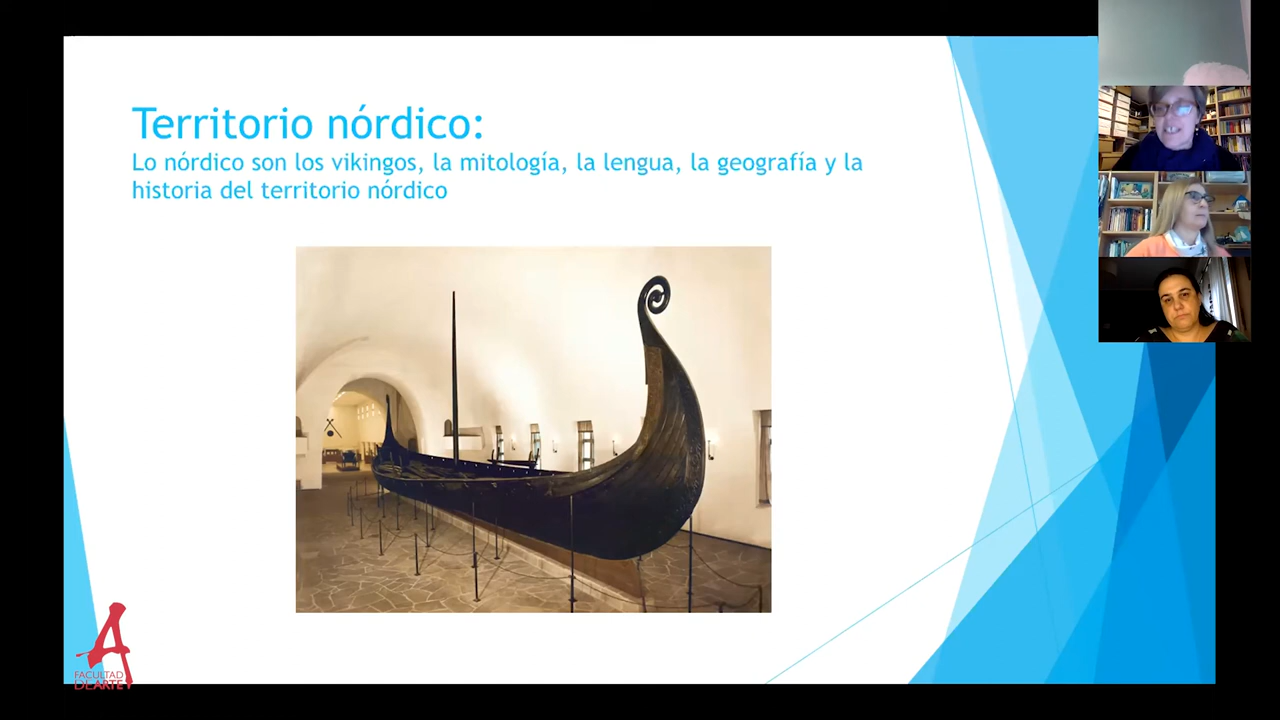 Territorio nórdico:
Lo nórdico son los vikingos, la mitología, la lengua, la geografía y la
historia del territorio nórdico
FACULTAD
DE ARTE